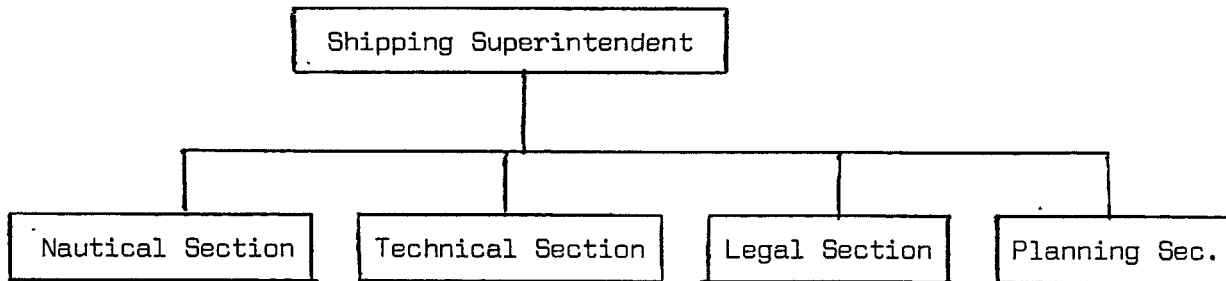 Shipping Superintendent
Nautical Section
Technical Section
Legal Section
Planning Sec.